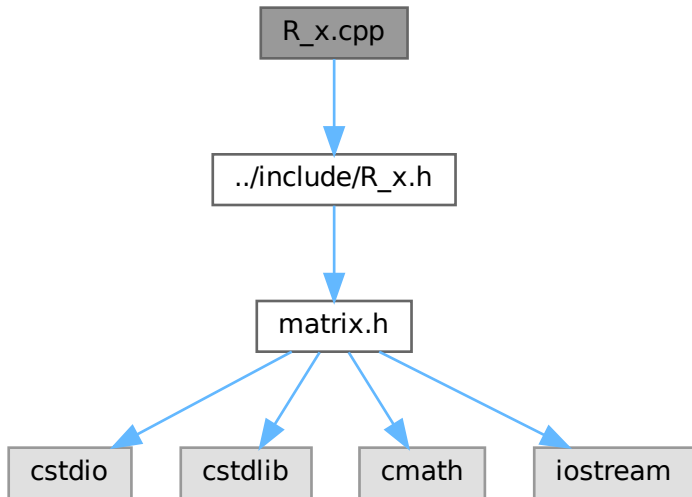 R_x.cpp
../include/R_x.h
matrix.h
cstdio
cstdlib
cmath
iostream